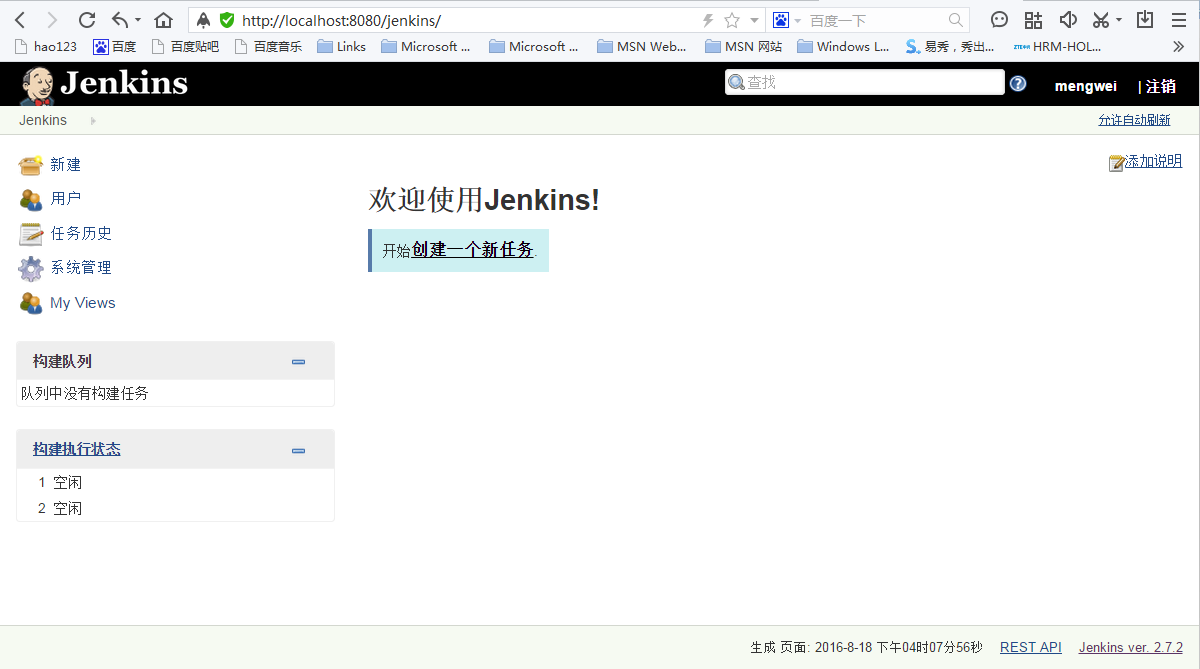 http://localhost:8080/jenkins/ 百度一下
hao123 百度 百度贴吧 百度音乐 Links Microsoft ... Microsoft ... MSN Web... MSN 网站 Windows L... 易秀，秀出... HRM-HOL...
Jenkins 查找 mengwei | 注销
Jenkins 允许自动刷新
添加说明
新建
用户
任务历史
系统管理
My Views
欢迎使用Jenkins!
开始创建一个新任务.
构建队列
队列中没有构建任务
构建执行状态
1 空闲
2 空闲
生成 页面: 2016-8-18 下午04时07分56秒 REST API Jenkins ver. 2.7.2